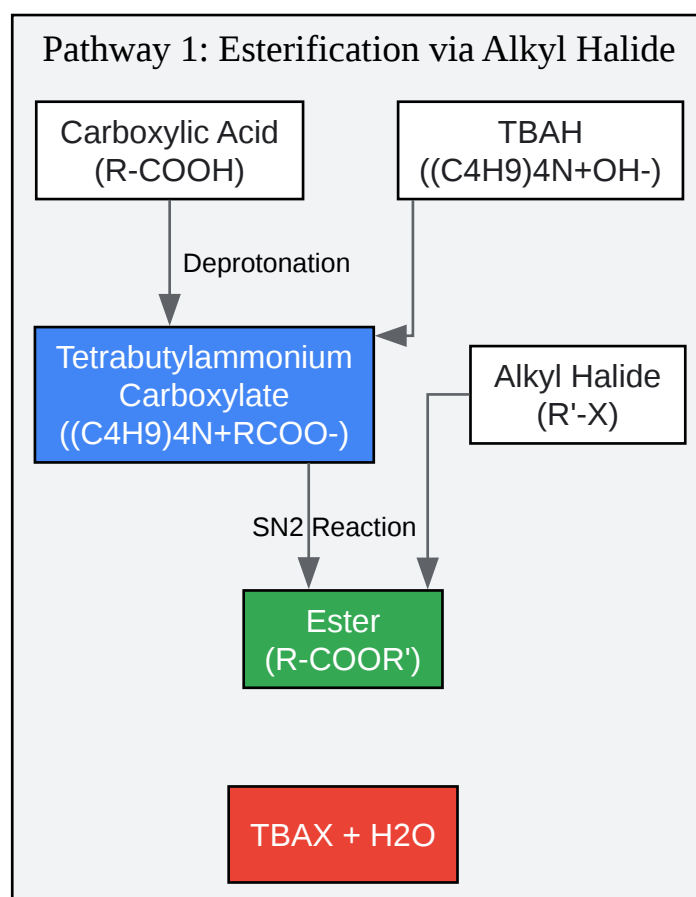 Pathway 1: Esterification via Alkyl Halide
Carboxylic Acid
(R-COOH)
TBAH
((C4H9)4N+OH-)
Deprotonation
Tetrabutylammonium
Carboxylate
((C4H9)4N+RCOO-)
Alkyl Halide
(R'-X)
SN2 Reaction
Ester
(R-COOR')
TBAX + H2O